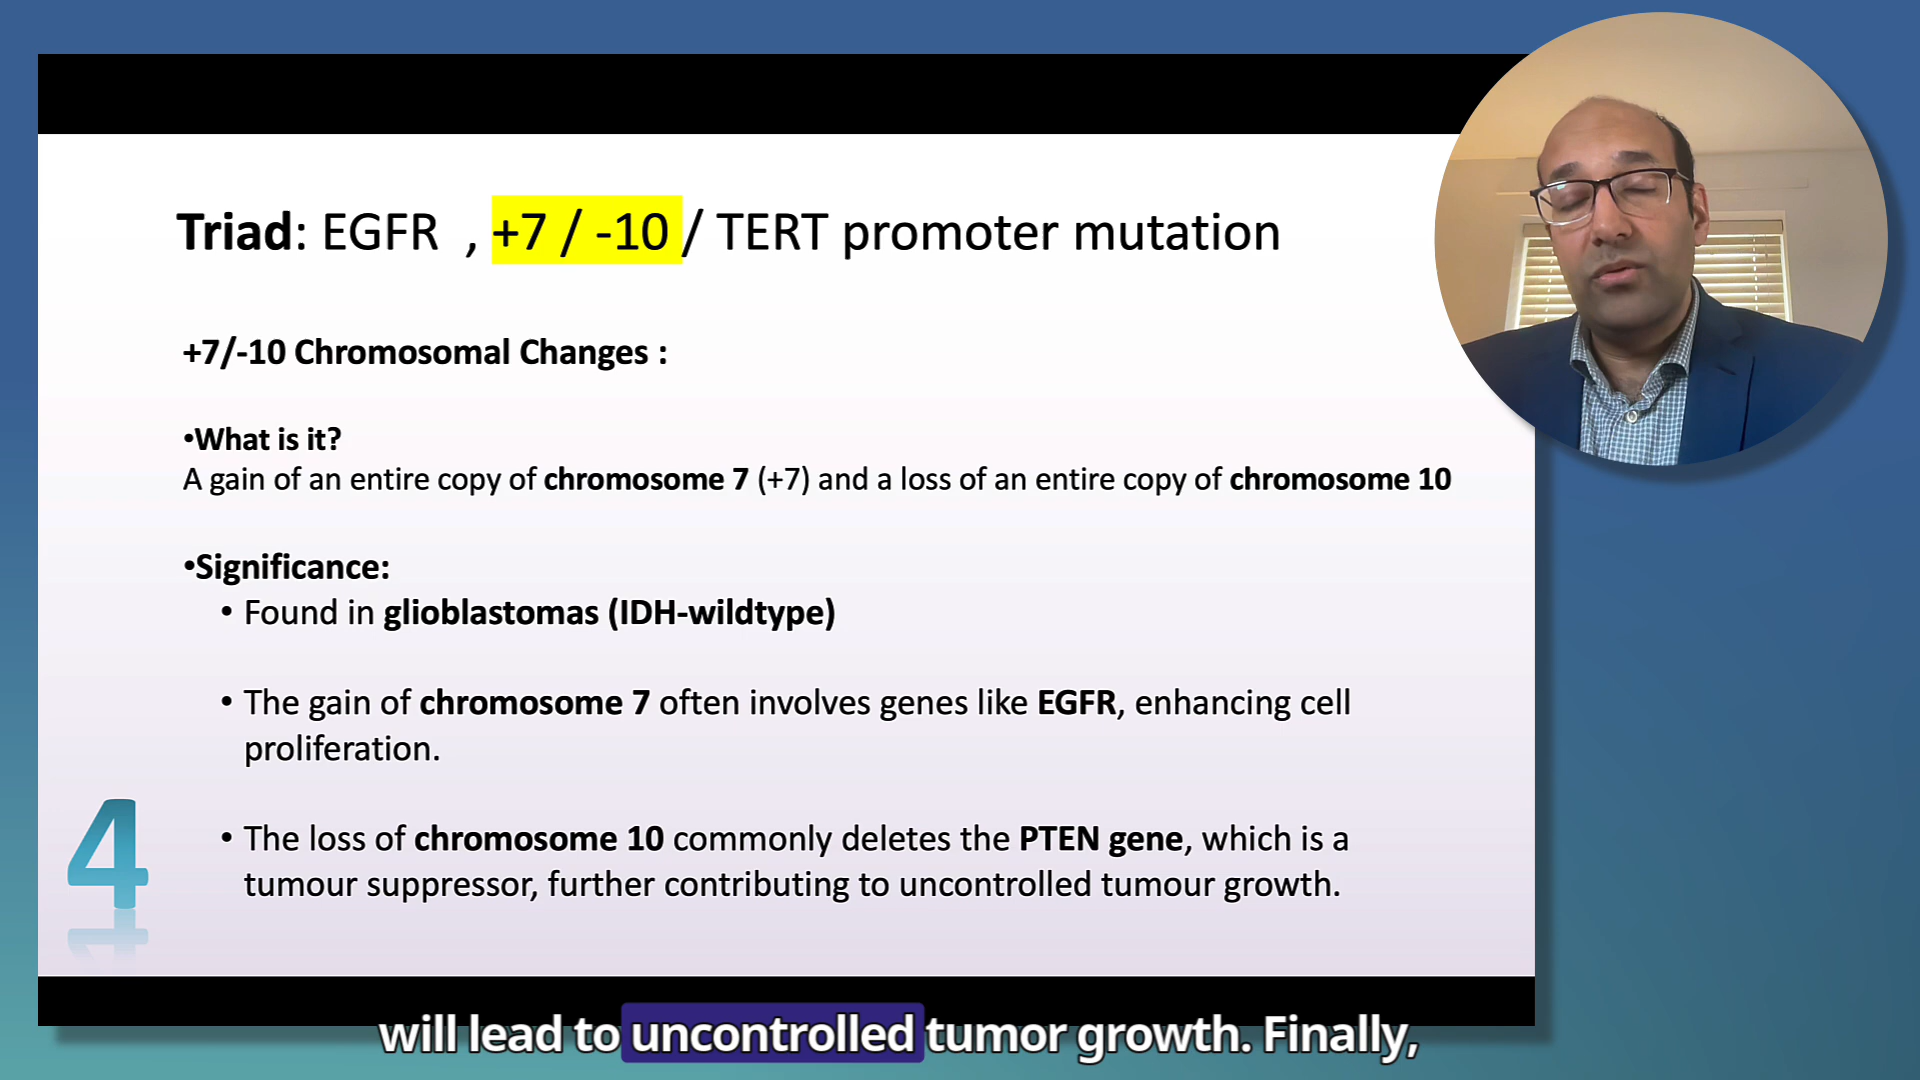 Triad: EGFR , +7 / -10 / TERT promoter mutation
+7/-10 Chromosomal Changes :
•What is it?
A gain of an entire copy of chromosome 7 (+7) and a loss of an entire copy of chromosome 10
•Significance:
• Found in glioblastomas (IDH-wildtype)
• The gain of chromosome 7 often involves genes like EGFR, enhancing cell
proliferation.
• The loss of chromosome 10 commonly deletes the PTEN gene, which is a
tumour suppressor, further contributing to uncontrolled tumour growth.
4
will lead to uncontrolled tumor growth. Finally,